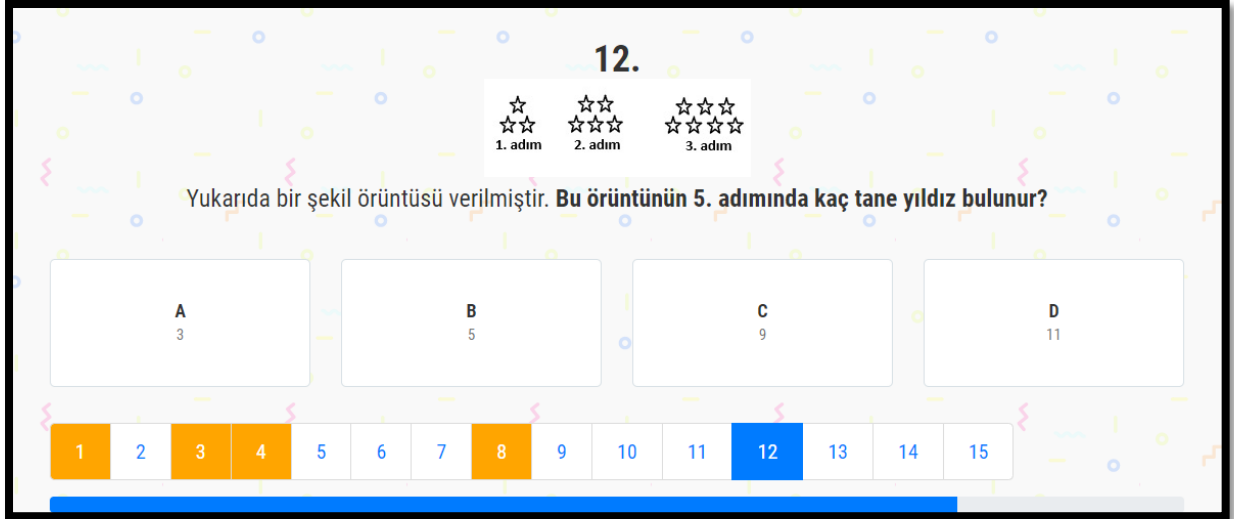 12.
1. adım 2. adım 3. adım
Yukarıda bir şekil örüntüsü verilmiştir. Bu örüntünün 5. adımında kaç tane yıldız bulunur?
A B C D
3 5 9 11
1 2 3 4 5 6 7 8 9 10 11 12 13 14 15